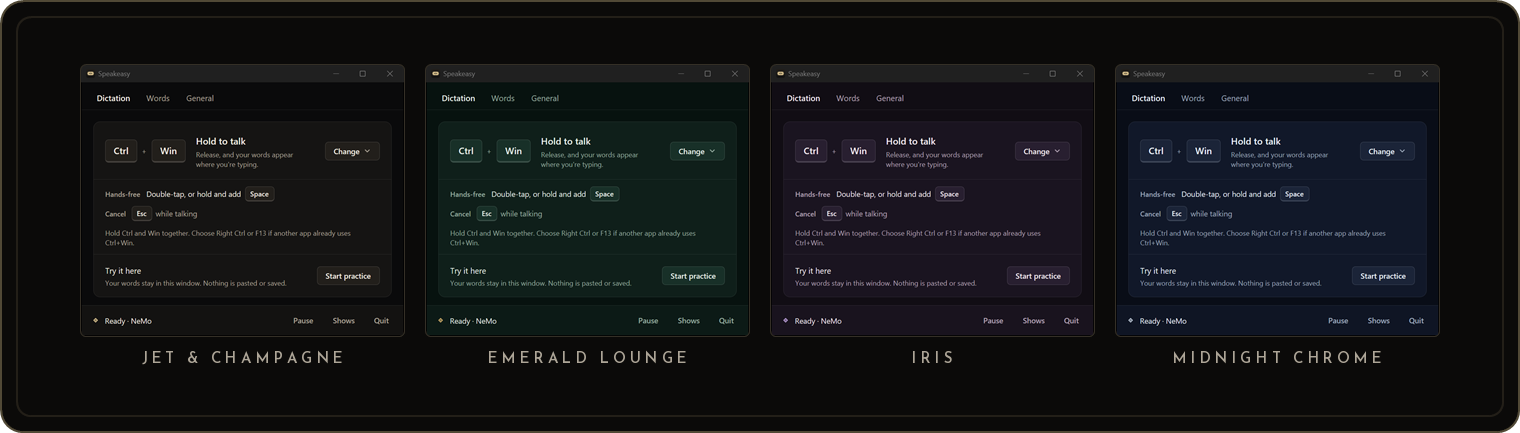 Speakeasy
Dictation Words General
Ctrl + Win
Hold to talk
Release, and your words appear
where you're typing.
Change
Hands-free Double-tap, or hold and add Space
Cancel Esc while talking
Hold Ctrl and Win together. Choose Right Ctrl or F13 if another app already uses
Ctrl+Win.
Try it here
Your words stay in this window. Nothing is pasted or saved.
Start practice
Ready · NeMo Pause Shows Quit
JET & CHAMPAGNE
Speakeasy
Dictation Words General
Ctrl + Win
Hold to talk
Release, and your words appear
where you're typing.
Change
Hands-free Double-tap, or hold and add Space
Cancel Esc while talking
Hold Ctrl and Win together. Choose Right Ctrl or F13 if another app already uses
Ctrl+Win.
Try it here
Your words stay in this window. Nothing is pasted or saved.
Start practice
Ready · NeMo Pause Shows Quit
EMERALD LOUNGE
Speakeasy
Dictation Words General
Ctrl + Win
Hold to talk
Release, and your words appear
where you're typing.
Change
Hands-free Double-tap, or hold and add Space
Cancel Esc while talking
Hold Ctrl and Win together. Choose Right Ctrl or F13 if another app already uses
Ctrl+Win.
Try it here
Your words stay in this window. Nothing is pasted or saved.
Start practice
Ready · NeMo Pause Shows Quit
IRIS
Speakeasy
Dictation Words General
Ctrl + Win
Hold to talk
Release, and your words appear
where you're typing.
Change
Hands-free Double-tap, or hold and add Space
Cancel Esc while talking
Hold Ctrl and Win together. Choose Right Ctrl or F13 if another app already uses
Ctrl+Win.
Try it here
Your words stay in this window. Nothing is pasted or saved.
Start practice
Ready · NeMo Pause Shows Quit
MIDNIGHT CHROME